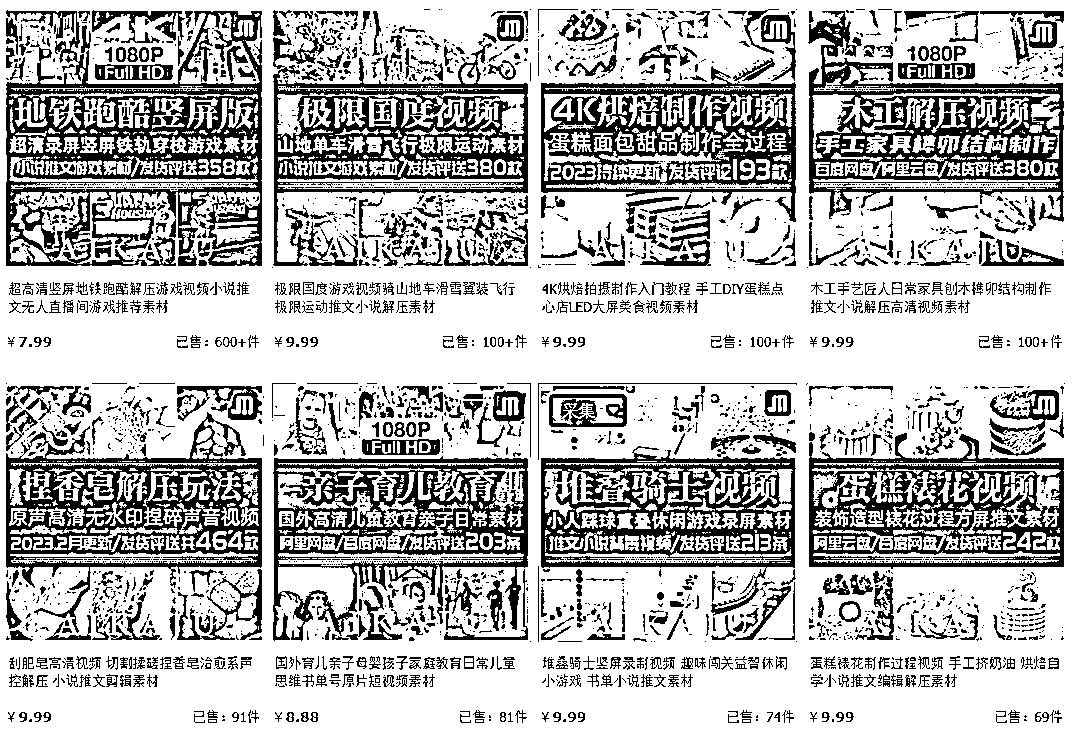 4K
1080P
Full HD
地铁跑酷竖屏版
超清录屏竖屏铁轨穿梭游戏素材
小说推文游戏素材/发货评送358款
极限国度视频
山地单车滑雪飞行极限运动素材
小说推文游戏素材/发货评送380款
4K烘焙制作视频
蛋糕面包甜品制作全过程
2023持续更新/发货评论193款
1080P
Full HD
木工解压视频
手工家具榫卯结构制作
百度网盘/阿里云盘/发货评送380款
超高清竖屏地铁跑酷解压游戏视频小说推
文无人直播间游戏推荐素材
¥7.99 已售：600+件
极限国度游戏视频骑山地车滑雪翼装飞行
极限运动推文小说解压素材
¥9.99 已售：100+件
4K烘焙拍摄制作入门教程 手工DIY蛋糕点
心店LED大屏美食视频素材
¥9.99 已售：100+件
木工手艺匠人日常家具刨木榫卯结构制作
推文小说解压高清视频素材
¥9.99 已售：100+件
捏香皂解压玩法
原声高清无水印捏碎声音视频
2023.2月更新/发货评送共464款
1080P
Full HD
亲子育儿教育
国外高清儿童教育亲子日常素材
阿里网盘/百度网盘/发货评送203条
采集
堆叠骑士视频
小人踩球重叠休闲游戏录屏素材
推文小说科素视频/发货评送213条
蛋糕裱花视频
装饰造型裱花过程方屏推文素材
阿里云盘/百度网盘/发货评送242款
刮肥皂高清视频 切割揉搓捏香皂治愈系声
控解压 小说推文剪辑素材
¥9.99 已售：91件
国外育儿亲子母婴孩子家庭教育日常儿童
思维书单号原片短视频素材
¥8.88 已售：81件
堆叠骑士竖屏录制视频 趣味闯关益智休闲
小游戏 书单小说推文素材
¥9.99 已售：74件
蛋糕裱花制作过程视频 手工挤奶油 烘焙自
学小说推文编辑解压素材
¥9.99 已售：69件